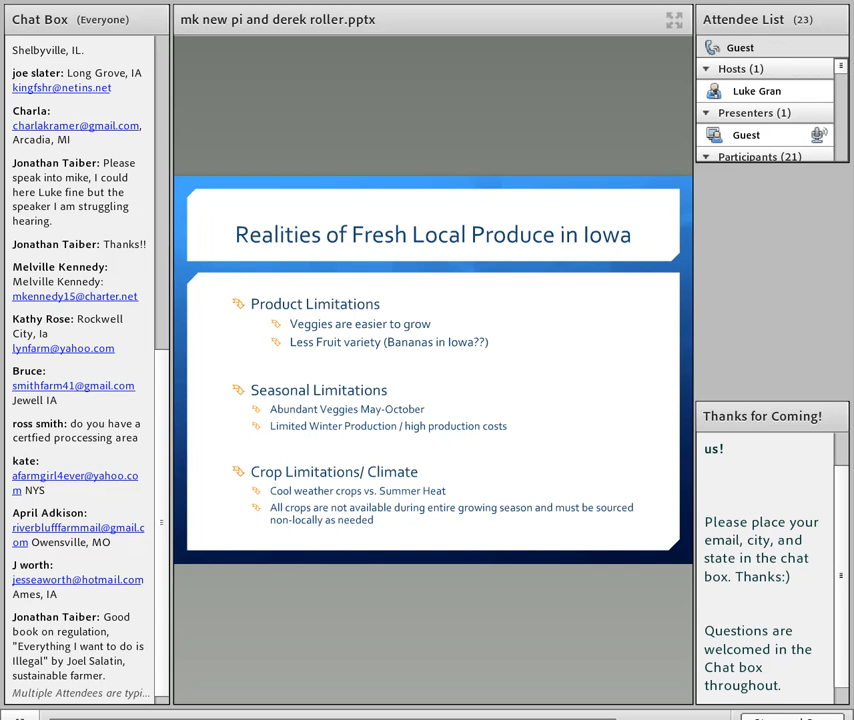 Chat Box (Everyone)
Shelbyville, IL.
joe slater: Long Grove, IA
kingfshr@netins.net
Charla:
charlakramer@gmail.com,
Arcadia, MI
Jonathan Taiber: Please
speak into mike, I could
here Luke fine but the
speaker I am struggling
hearing.
Jonathan Taiber: Thanks!!
Melville Kennedy:
Melville Kennedy:
mkennedy15@charter.net
Kathy Rose: Rockwell
City, Ia
lynfarm@yahoo.com
Bruce:
smithfarm41@gmail.com
Jewell IA
ross smith: do you have a
certfied proccessing area
kate:
afarmgirl4ever@yahoo.co
m NYS
April Adkison:
riverblufffarmmail@gmail.c
om Owensville, MO
J worth:
jesseaworth@hotmail.com
Ames, IA
Jonathan Taiber: Good
book on regulation,
"Everything I want to do is
Illegal" by Joel Salatin,
sustainable farmer.
Multiple Attendees are typi...
mk new pi and derek roller.pptx
Realities of Fresh Local Produce in Iowa
Product Limitations
Veggies are easier to grow
Less Fruit variety (Bananas in Iowa??)
Seasonal Limitations
Abundant Veggies May-October
Limited Winter Production / high production costs
Crop Limitations/ Climate
Cool weather crops vs. Summer Heat
All crops are not available during entire growing season and must be sourced
non-locally as needed
Attendee List (23)
Guest
Hosts (1)
Luke Gran
Presenters (1)
Guest
Participants (21)
Thanks for Coming!
us!
Please place your
email, city, and
state in the chat
box. Thanks:)
Questions are
welcomed in the
Chat box
throughout.